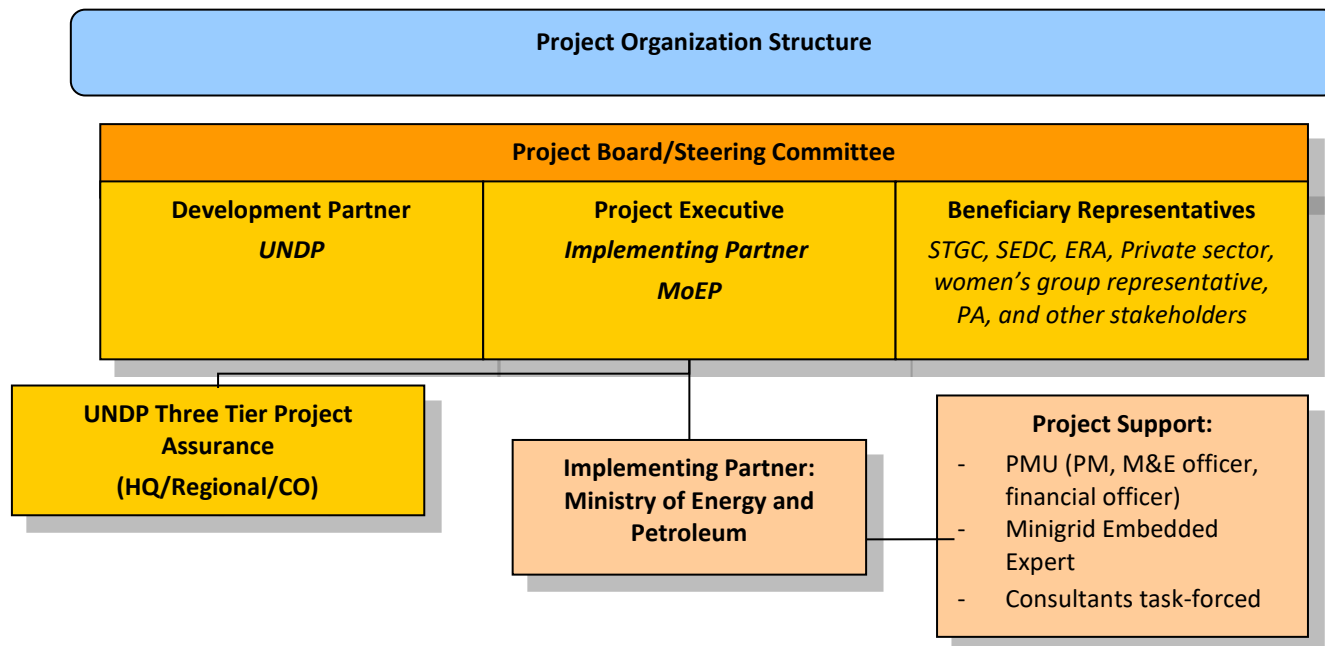 Project Organization Structure
Project Board/Steering Committee
Development Partner
UNDP
Project Executive
Implementing Partner
MoEP
Beneficiary Representatives
STGC, SEDC, ERA, Private sector,
women’s group representative,
PA, and other stakeholders
UNDP Three Tier Project
Assurance
(HQ/Regional/CO)
Implementing Partner:
Ministry of Energy and
Petroleum
Project Support:
- PMU (PM, M&E officer,
financial officer)
- Minigrid Embedded
Expert
- Consultants task-forced